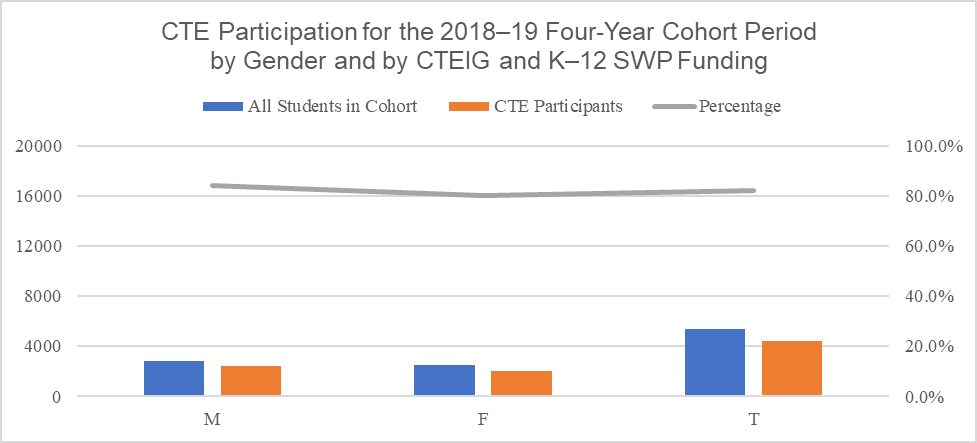 CTE Participation for the 2018–19 Four-Year Cohort Period
by Gender and by CTEIG and K–12 SWP Funding
All Students in Cohort CTE Participants Percentage
20000 100.0%
16000 80.0%
12000 60.0%
8000 40.0%
4000 20.0%
0 0.0%
M F T